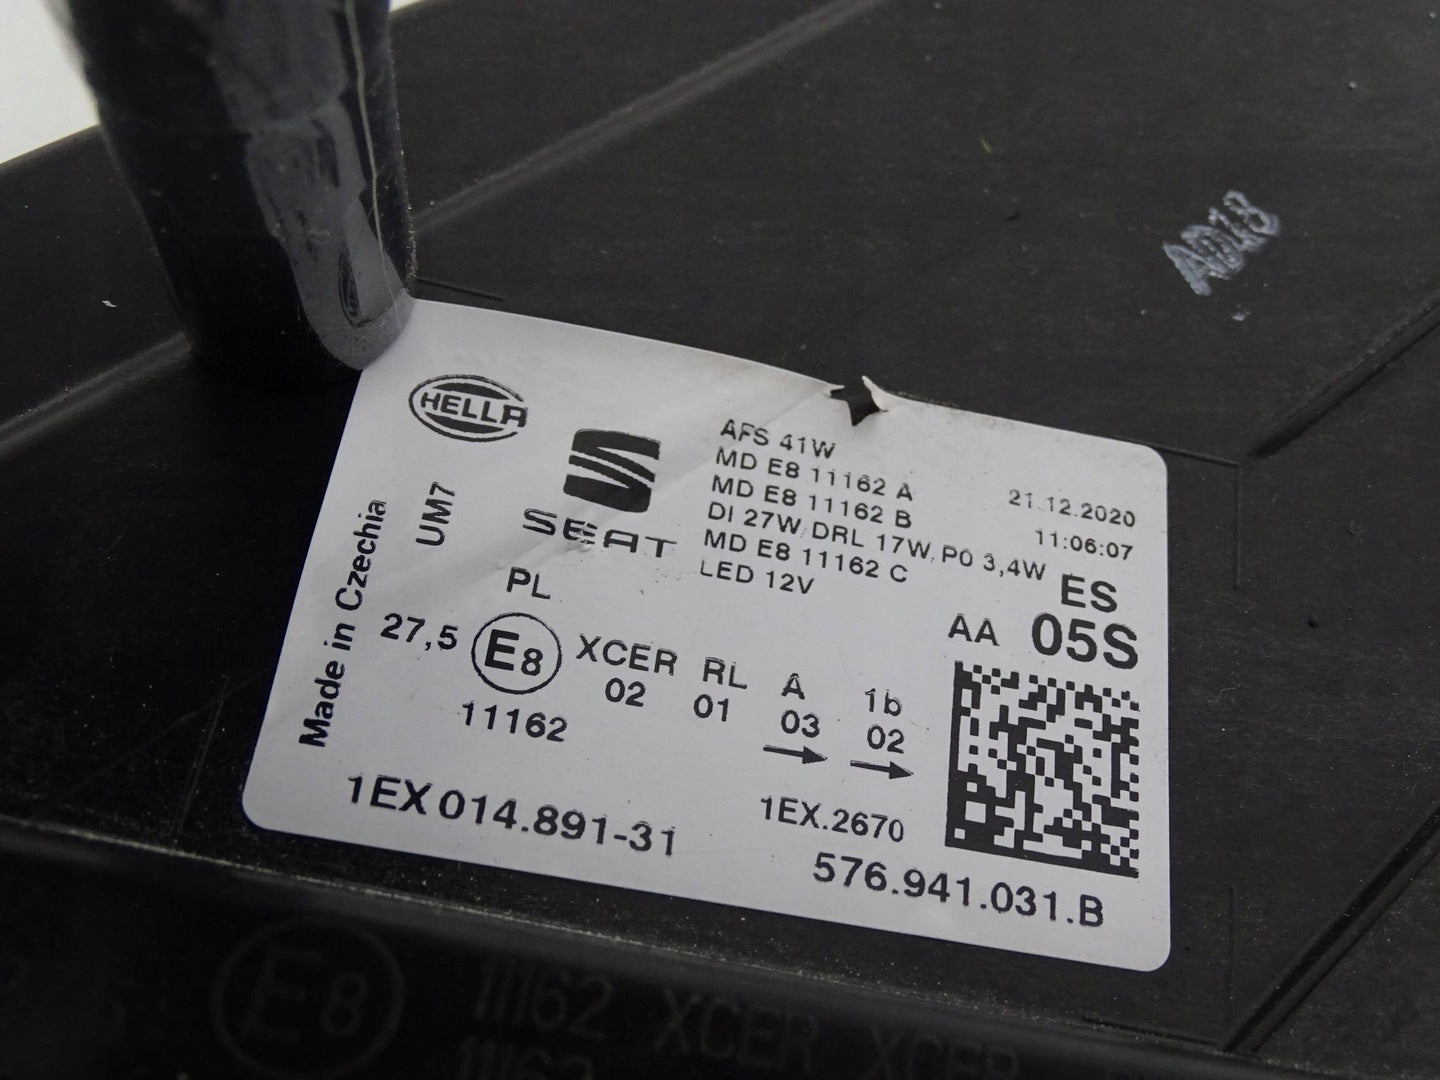 AD18
HELLA
UM7
Made in Czechia
SEAT
AFS 41W
MD E8 11162 A
MD E8 11162 B
DI 27W/DRL 17W/P0 3,4W
MD E8 11162 C
LED 12V
21.12.2020
11:06:07
ES
AA 05S
PL
27,5 E8 XCER RL A 1b
02 01 03 02
11162
1EX 014.891-31
1EX.2670
576.941.031.B
E8 11162 XCER XCER
11162